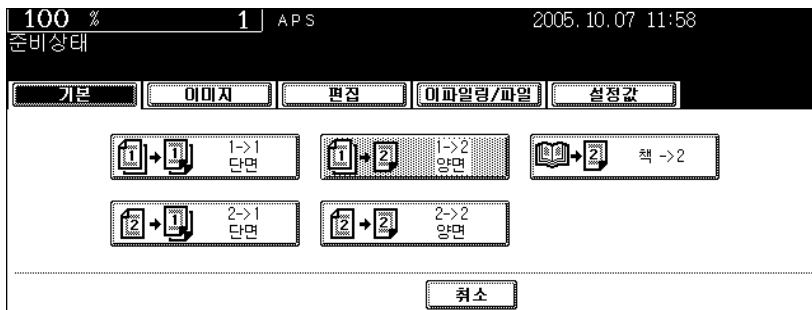 100 % 1 APS 2005.10.07 11:58
준비상태
기본 이미지 편집 이파일링/파일 설정값
1->1 단면
1->2 양면
책 ->2
2->1 단면
2->2 양면
취소